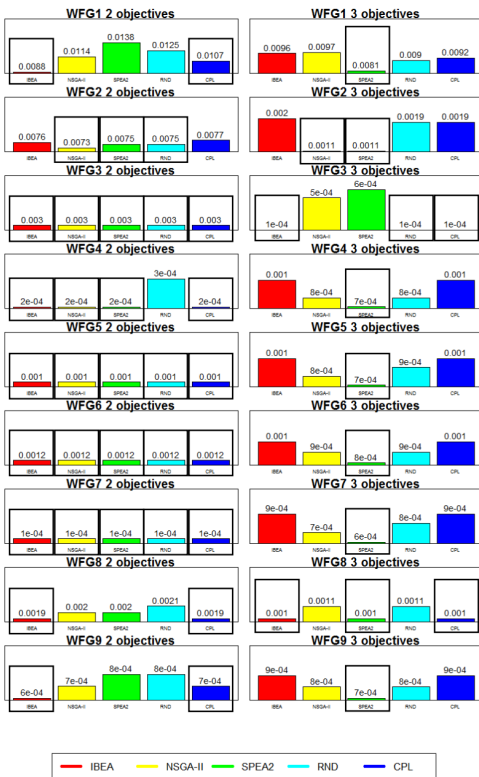 WFG1 2 objectives
0.0088 0.0114 0.0138 0.0125 0.0107
IBEA NSGA-II SPEA2 RND CPL
WFG1 3 objectives
0.0096 0.0097 0.0081 0.009 0.0092
IBEA NSGA-II SPEA2 RND CPL
WFG2 2 objectives
0.0076 0.0073 0.0075 0.0075 0.0077
IBEA NSGA-II SPEA2 RND CPL
WFG2 3 objectives
0.002 0.0011 0.0011 0.0019 0.0019
IBEA NSGA-II SPEA2 RND CPL
WFG3 2 objectives
0.003 0.003 0.003 0.003 0.003
IBEA NSGA-II SPEA2 RND CPL
WFG3 3 objectives
1e-04 5e-04 6e-04 1e-04 1e-04
IBEA NSGA-II SPEA2 RND CPL
WFG4 2 objectives
2e-04 2e-04 2e-04 3e-04 2e-04
IBEA NSGA-II SPEA2 RND CPL
WFG4 3 objectives
0.001 8e-04 7e-04 8e-04 0.001
IBEA NSGA-II SPEA2 RND CPL
WFG5 2 objectives
0.001 0.001 0.001 0.001 0.001
IBEA NSGA-II SPEA2 RND CPL
WFG5 3 objectives
0.001 8e-04 7e-04 9e-04 0.001
IBEA NSGA-II SPEA2 RND CPL
WFG6 2 objectives
0.0012 0.0012 0.0012 0.0012 0.0012
IBEA NSGA-II SPEA2 RND CPL
WFG6 3 objectives
0.001 9e-04 8e-04 9e-04 0.001
IBEA NSGA-II SPEA2 RND CPL
WFG7 2 objectives
1e-04 1e-04 1e-04 1e-04 1e-04
IBEA NSGA-II SPEA2 RND CPL
WFG7 3 objectives
9e-04 7e-04 6e-04 8e-04 9e-04
IBEA NSGA-II SPEA2 RND CPL
WFG8 2 objectives
0.0019 0.002 0.002 0.0021 0.0019
IBEA NSGA-II SPEA2 RND CPL
WFG8 3 objectives
0.001 0.0011 0.001 0.0011 0.001
IBEA NSGA-II SPEA2 RND CPL
WFG9 2 objectives
6e-04 7e-04 8e-04 8e-04 7e-04
IBEA NSGA-II SPEA2 RND CPL
WFG9 3 objectives
9e-04 8e-04 7e-04 8e-04 9e-04
IBEA NSGA-II SPEA2 RND CPL
IBEA NSGA-II SPEA2 RND CPL